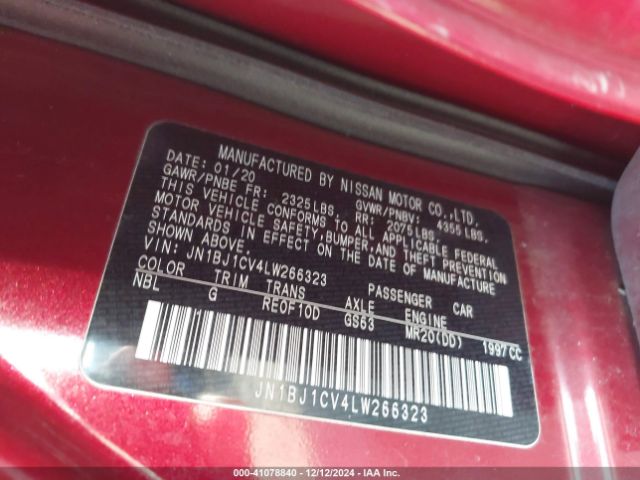 MANUFACTURED BY NISSAN MOTOR CO.,LTD.
DATE: 01/20 GVWR/PNBV: 4355 LBS.
GAWR/PNBE FR: 2325LBS. RR: 2075LBS.
THIS VEHICLE CONFORMS TO ALL APPLICABLE FEDERAL
MOTOR VEHICLE SAFETY,BUMPER,AND THEFT PREVENTION
STANDARDS IN EFFECT ON THE DATE OF MANUFACTURE
SHOWN ABOVE.
VIN: JN1BJ1CV4LW266323 PASSENGER CAR
COLOR TRIM TRANS AXLE ENGINE
NBL G RE0F10D GS63 MR20(DD) 1997CC
JN1BJ1CV4LW266323
000-41078840 - 12/12/2024 - IAA Inc.